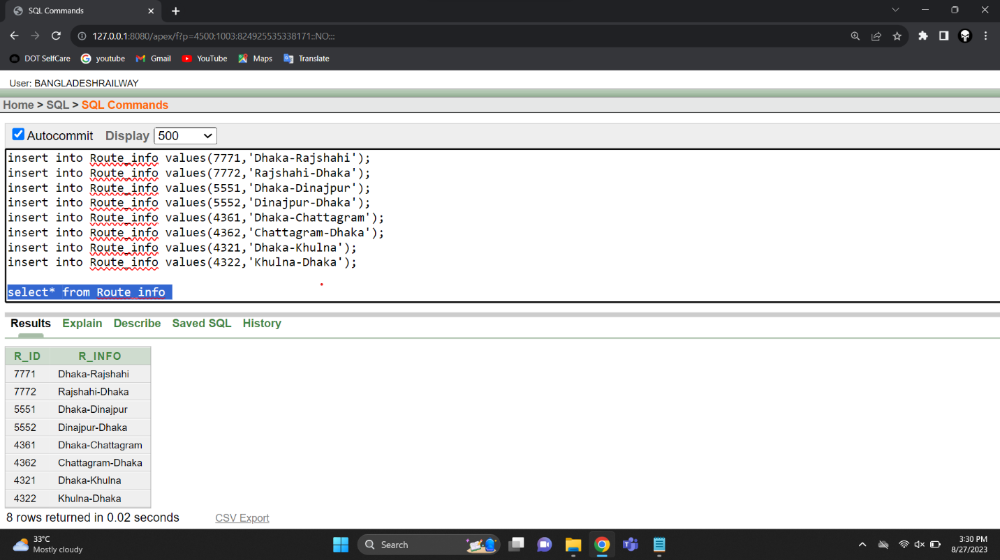 SQL Commands
127.0.0.1:8080/apex/f?p=4500:1003:824925535338171::NO:::
DOT SelfCare youtube Gmail YouTube Maps Translate
User: BANGLADESHRAILWAY
Home > SQL > SQL Commands
Autocommit Display 500
insert into Route_info values(7771,'Dhaka-Rajshahi');
insert into Route_info values(7772,'Rajshahi-Dhaka');
insert into Route_info values(5551,'Dhaka-Dinajpur');
insert into Route_info values(5552,'Dinajpur-Dhaka');
insert into Route_info values(4361,'Dhaka-Chattagram');
insert into Route_info values(4362,'Chattagram-Dhaka');
insert into Route_info values(4321,'Dhaka-Khulna');
insert into Route_info values(4322,'Khulna-Dhaka');
select* from Route_info
Results Explain Describe Saved SQL History
R_ID R_INFO
7771 Dhaka-Rajshahi
7772 Rajshahi-Dhaka
5551 Dhaka-Dinajpur
5552 Dinajpur-Dhaka
4361 Dhaka-Chattagram
4362 Chattagram-Dhaka
4321 Dhaka-Khulna
4322 Khulna-Dhaka
8 rows returned in 0.02 seconds CSV Export
33°C
Mostly cloudy
Search
3:30 PM
8/27/2023